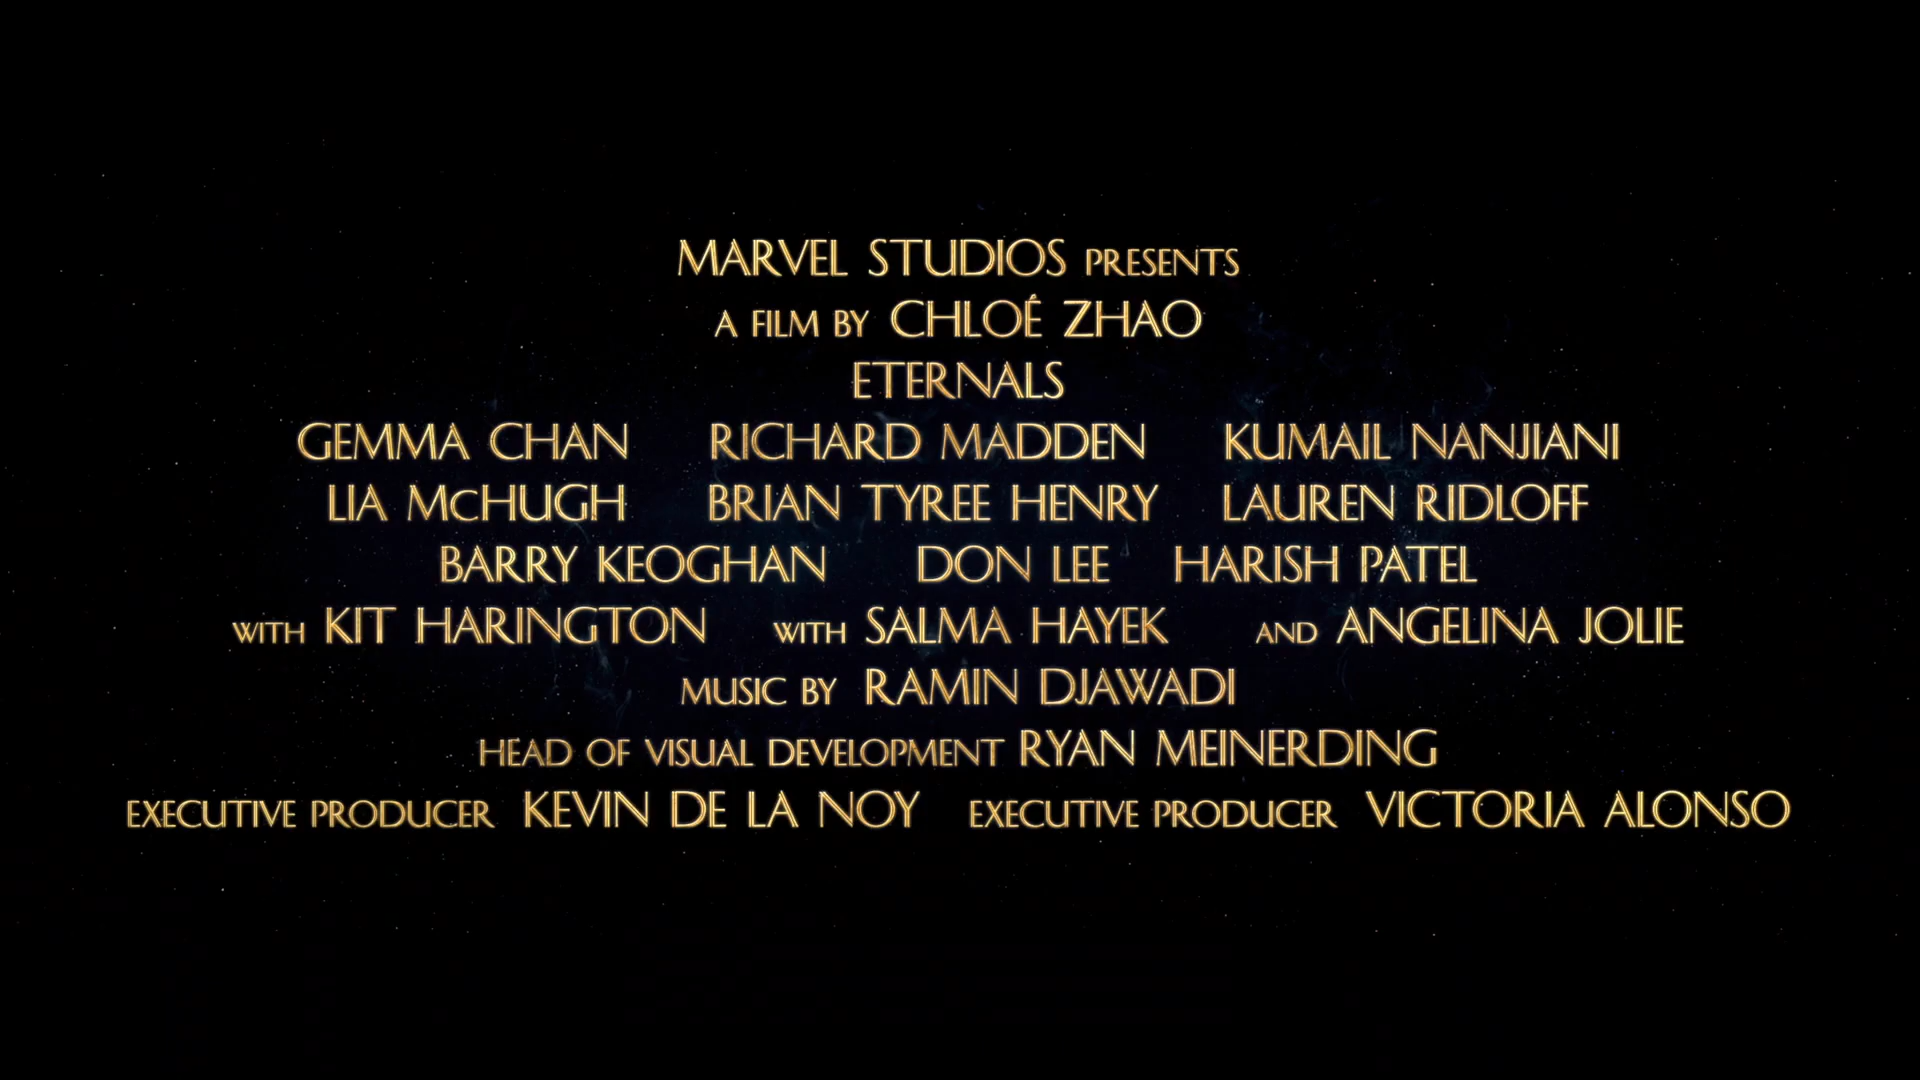 MARVEL STUDIOS PRESENTS
A FILM BY CHLOÉ ZHAO
ETERNALS
GEMMA CHAN RICHARD MADDEN KUMAIL NANJIANI
LIA McHUGH BRIAN TYREE HENRY LAUREN RIDLOFF
BARRY KEOGHAN DON LEE HARISH PATEL
WITH KIT HARINGTON WITH SALMA HAYEK AND ANGELINA JOLIE
MUSIC BY RAMIN DJAWADI
HEAD OF VISUAL DEVELOPMENT RYAN MEINERDING
EXECUTIVE PRODUCER KEVIN DE LA NOY EXECUTIVE PRODUCER VICTORIA ALONSO